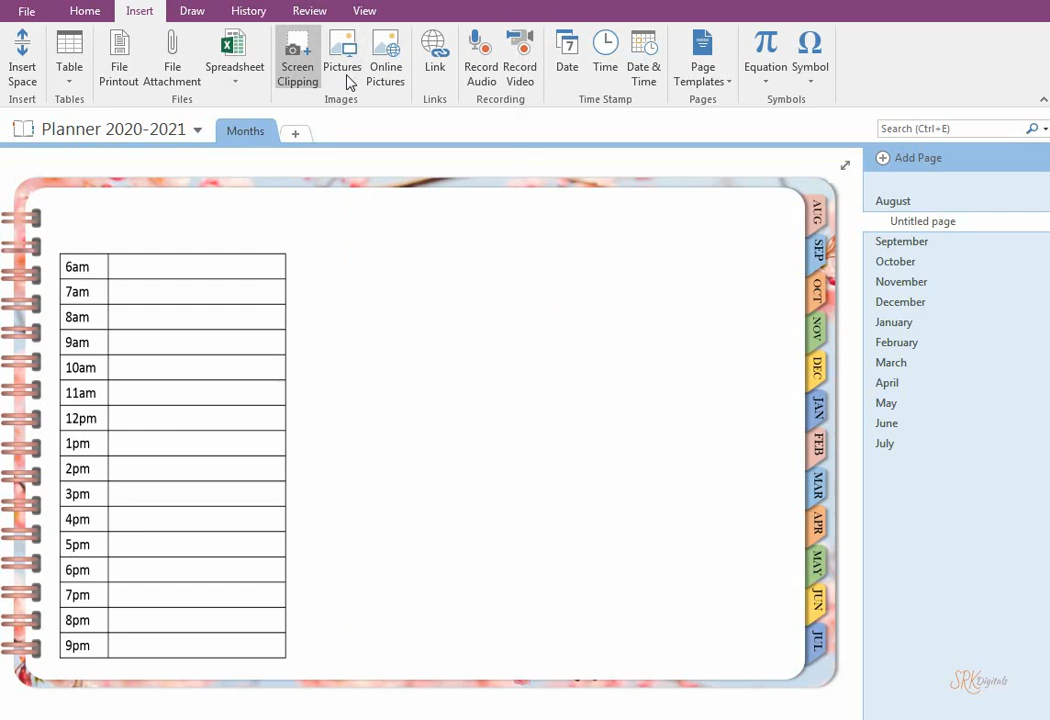 File Home Insert Draw History Review View
Insert Space
Table
File Printout
File Attachment
Spreadsheet
Screen Clipping
Pictures
Online Pictures
Link
Record Audio
Record Video
Date
Time
Date & Time
Page Templates
Equation
Symbol
Insert Tables Files Images Links Recording Time Stamp Pages Symbols
Planner 2020-2021
Months
Search (Ctrl+E)
Add Page
August
Untitled page
September
October
November
December
January
February
March
April
May
June
July
6am
7am
8am
9am
10am
11am
12pm
1pm
2pm
3pm
4pm
5pm
6pm
7pm
8pm
9pm
AUG
SEP
OCT
NOV
DEC
JAN
FEB
MAR
APR
MAY
JUN
JUL
SRKDigitals